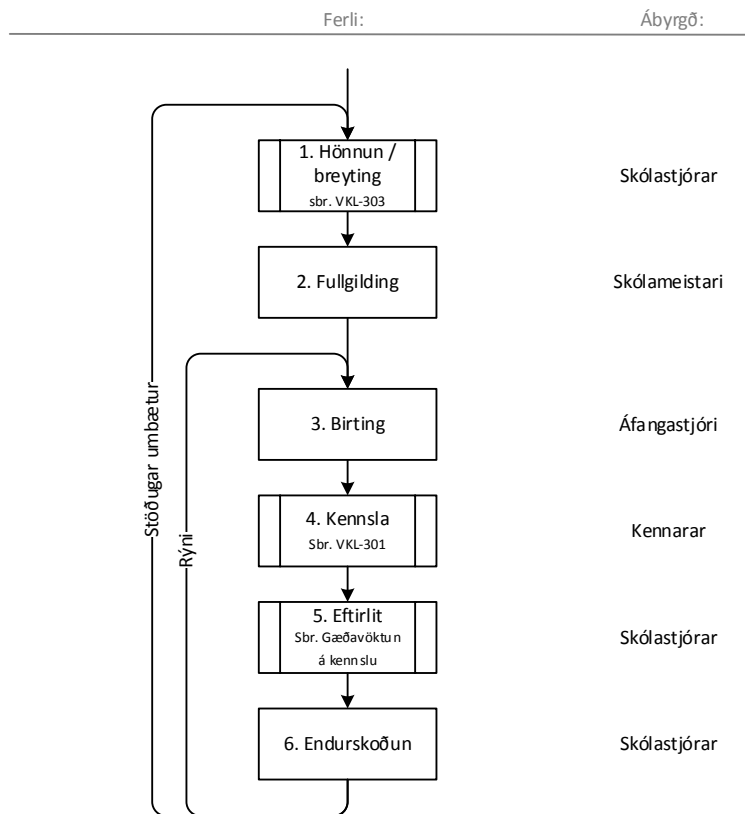 Ferli:
Ábyrgð:
1. Hönnun /
breyting
sbr. VKL-303
Skólastjórar
2. Fullgilding
Skólameistari
3. Birting
Áfangastjóri
4. Kennsla
Sbr. VKL-301
Kennarar
5. Eftirlit
Sbr. Gæðavöktun
á kennslu
Skólastjórar
6. Endurskoðun
Skólastjórar
Stöðugar umbætur
Rýni